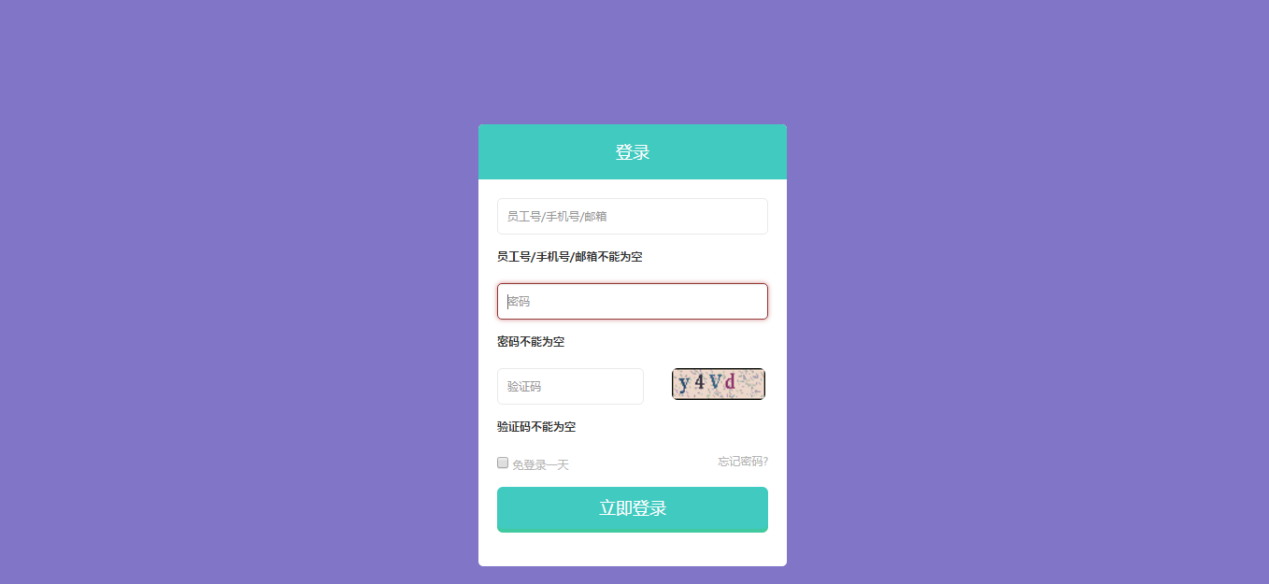 登录
员工号/手机号/邮箱
员工号/手机号/邮箱不能为空
密码
密码不能为空
验证码
y4Vd
验证码不能为空
免登录一天
忘记密码?
立即登录